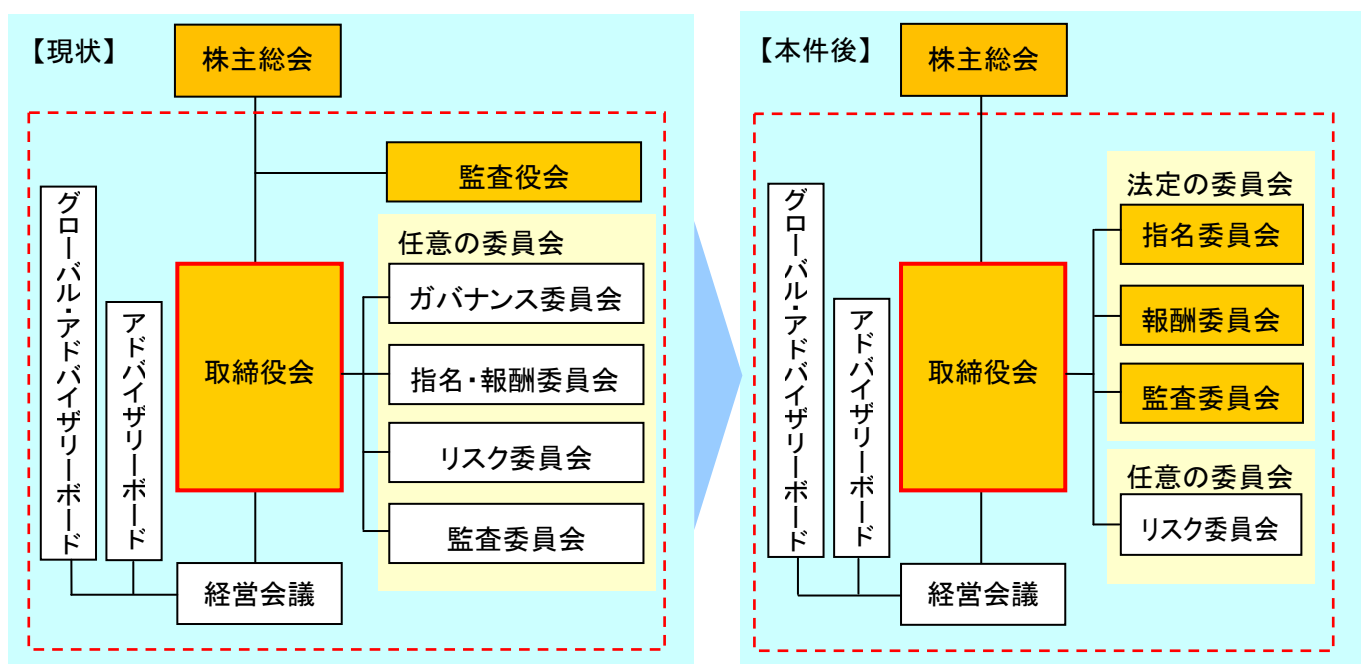 【現状】
株主総会
監査役会
グローバル・アドバイザリーボード
アドバイザリーボード
取締役会
任意の委員会
ガバナンス委員会
指名・報酬委員会
リスク委員会
監査委員会
経営会議
【本件後】
株主総会
グローバル・アドバイザリーボード
アドバイザリーボード
取締役会
法定の委員会
指名委員会
報酬委員会
監査委員会
任意の委員会
リスク委員会
経営会議